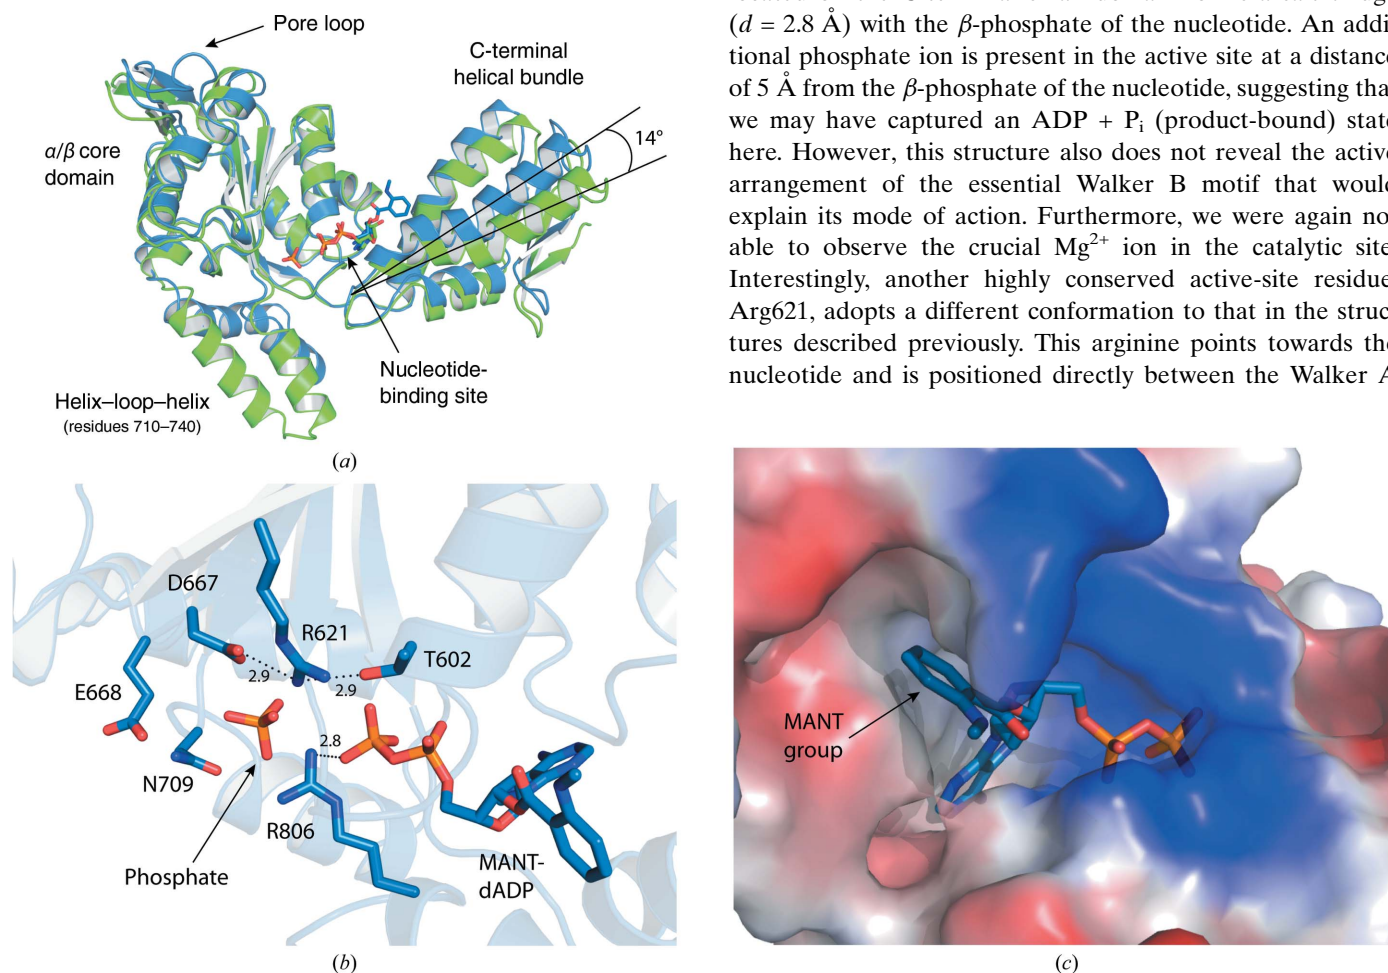 Pore loop
C-terminal
helical bundle
14°
α/β core
domain
Nucleotide-
binding site
Helix–loop–helix
(residues 710–740)
(a)
(d = 2.8 Å) with the β-phosphate of the nucleotide. An addi-
tional phosphate ion is present in the active site at a distance
of 5 Å from the β-phosphate of the nucleotide, suggesting tha
we may have captured an ADP + Pi (product-bound) state
here. However, this structure also does not reveal the active
arrangement of the essential Walker B motif that would
explain its mode of action. Furthermore, we were again no
able to observe the crucial Mg2+ ion in the catalytic site
Interestingly, another highly conserved active-site residue
Arg621, adopts a different conformation to that in the struc
tures described previously. This arginine points towards the
nucleotide and is positioned directly between the Walker A
D667
R621
T602
2.9
2.9
E668
2.8
N709
R806
Phosphate
MANT-
dADP
(b)
MANT
group
(c)